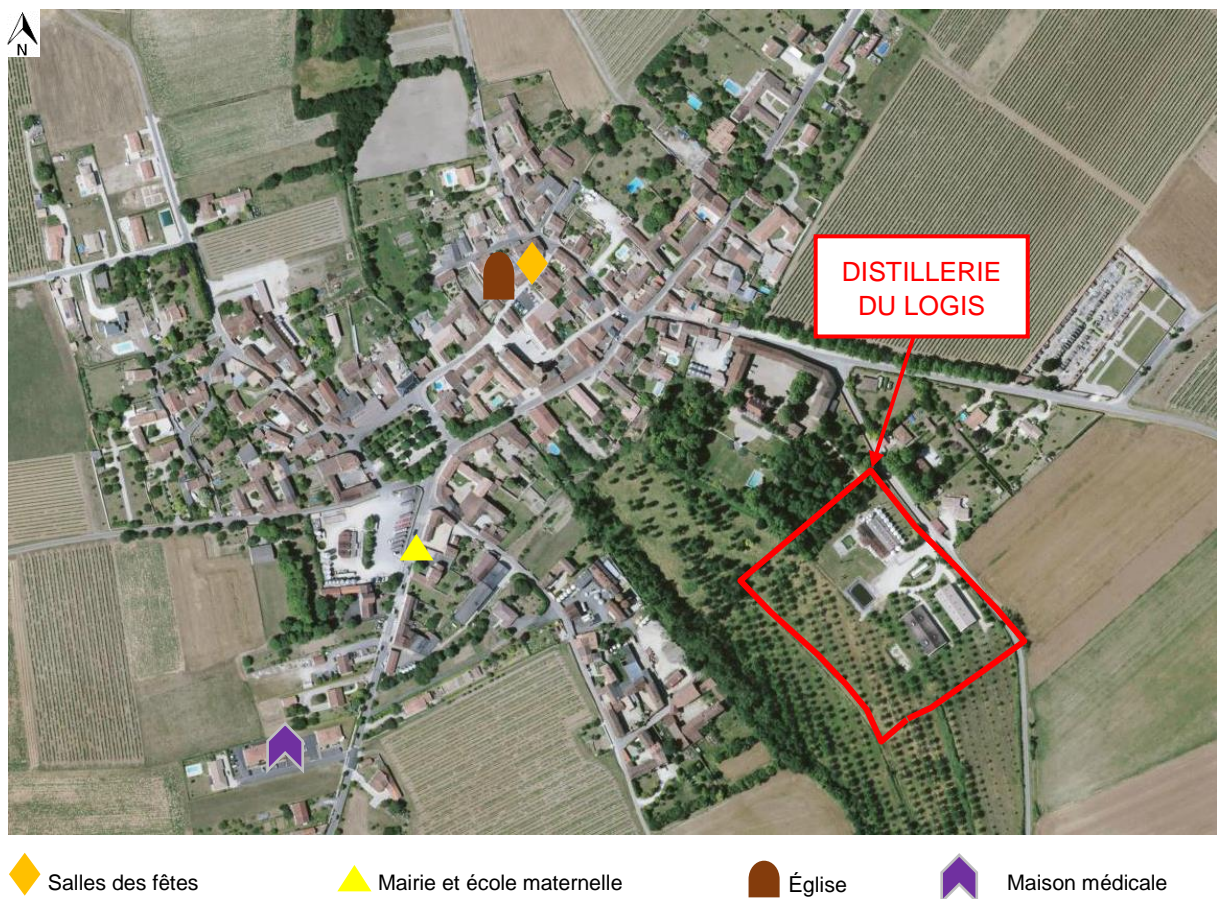 N
DISTILLERIE
DU LOGIS
Salles des fêtes
Mairie et école maternelle
Église
Maison médicale